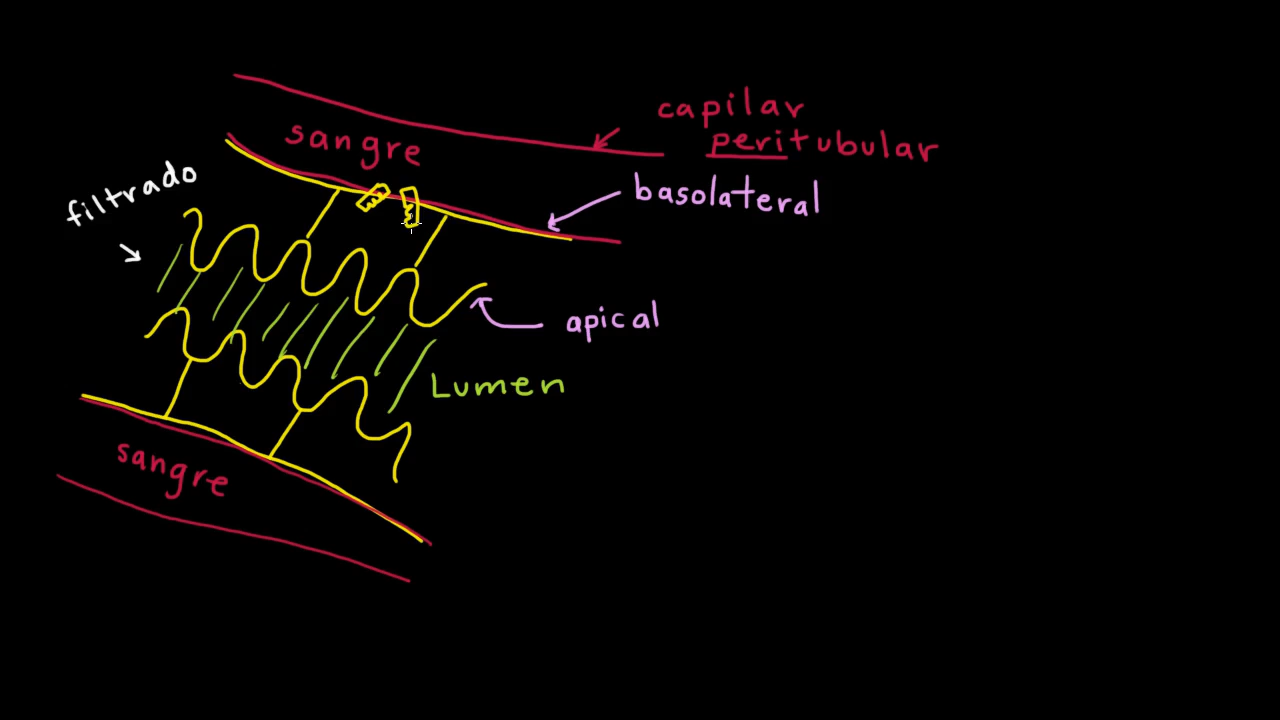 capilar
peritubular
sangre
filtrado
basolateral
apical
Lumen
sangre